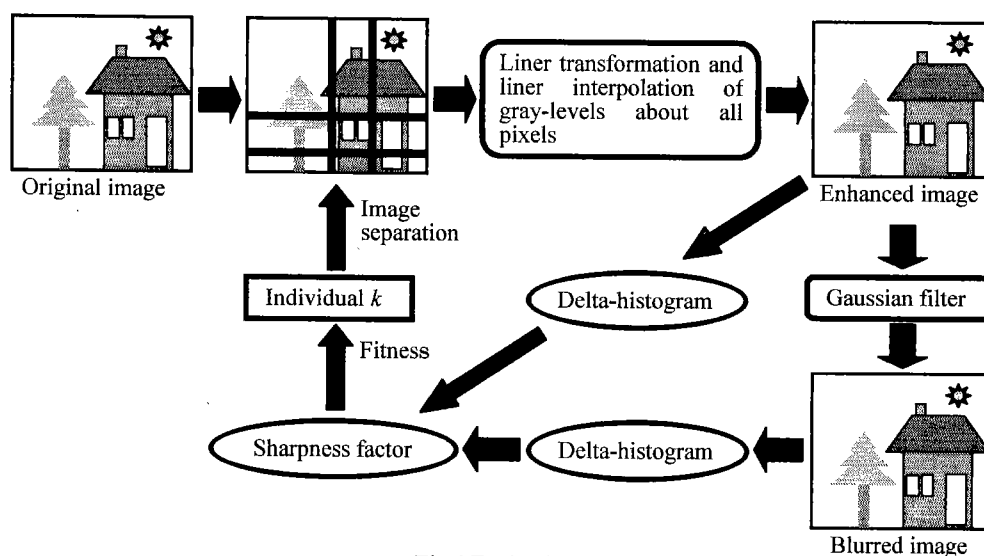 Liner transformation and
liner interpolation of
gray-levels about all
pixels
Original image
Enhanced image
Image
separation
Individual k
Delta-histogram
Gaussian filter
Fitness
Sharpness factor
Delta-histogram
Blurred image